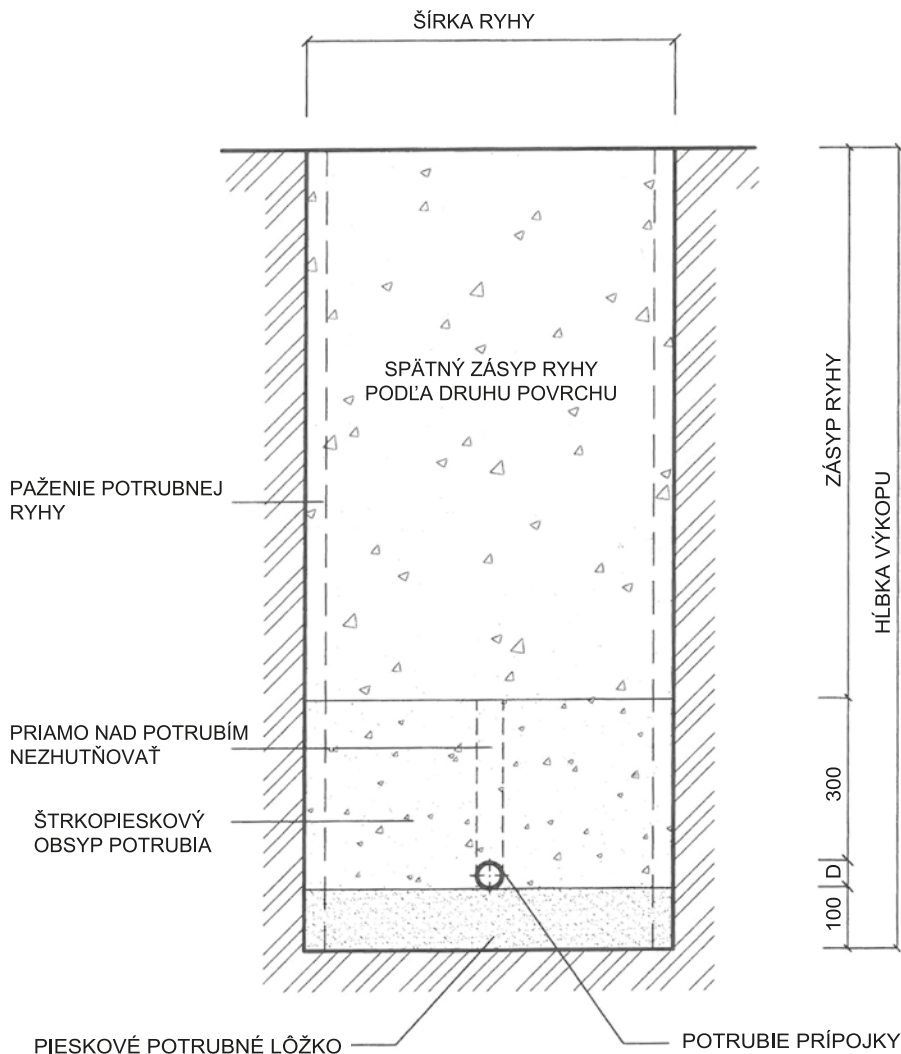 ŠÍRKA RYHY
SPÄTNÝ ZÁSYP RYHY
PODĽA DRUHU POVRCHU
PAŽENIE POTRUBNEJ
RYHY
ZÁSYP RYHY
HĹBKA VÝKOPU
PRIAMO NAD POTRUBÍM
NEZHUTŇOVAŤ
300
ŠTRKOPIESKOVÝ
OBSYP POTRUBIA
D
100
PIESKOVÉ POTRUBNÉ LÔŽKO
POTRUBIE PRÍPOJKY